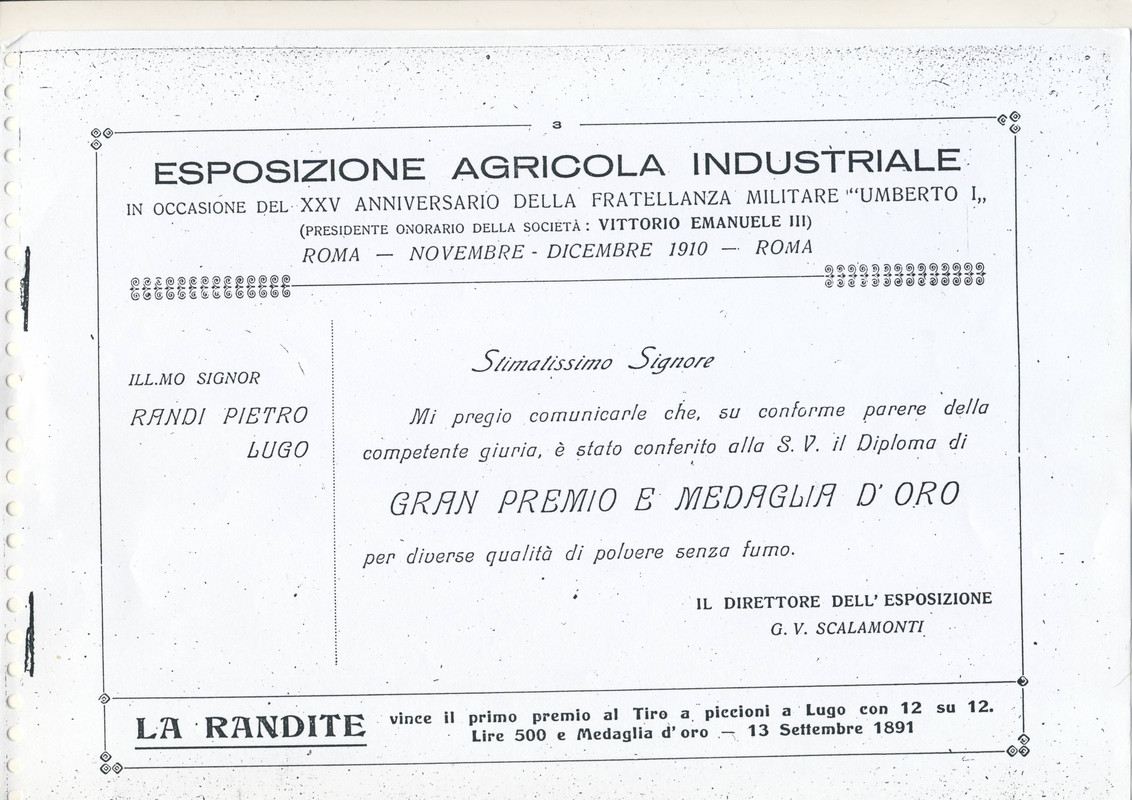 3
ESPOSIZIONE AGRICOLA INDUSTRIALE
IN OCCASIONE DEL XXV ANNIVERSARIO DELLA FRATELLANZA MILITARE "UMBERTO I„
(PRESIDENTE ONORARIO DELLA SOCIETÀ: VITTORIO EMANUELE III)
ROMA — NOVEMBRE - DICEMBRE 1910 — ROMA
ILL.MO SIGNOR
RANDI PIETRO
LUGO
Stimatissimo Signore
Mi pregio comunicarle che, su conforme parere della
competente giuria, è stato conferito alla S. V. il Diploma di
GRAN PREMIO E MEDAGLIA D' ORO
per diverse qualità di polvere senza fumo.
IL DIRETTORE DELL' ESPOSIZIONE
G. V. SCALAMONTI
LA RANDITE vince il primo premio al Tiro a piccioni a Lugo con 12 su 12.
Lire 500 e Medaglia d' oro — 13 Settembre 1891